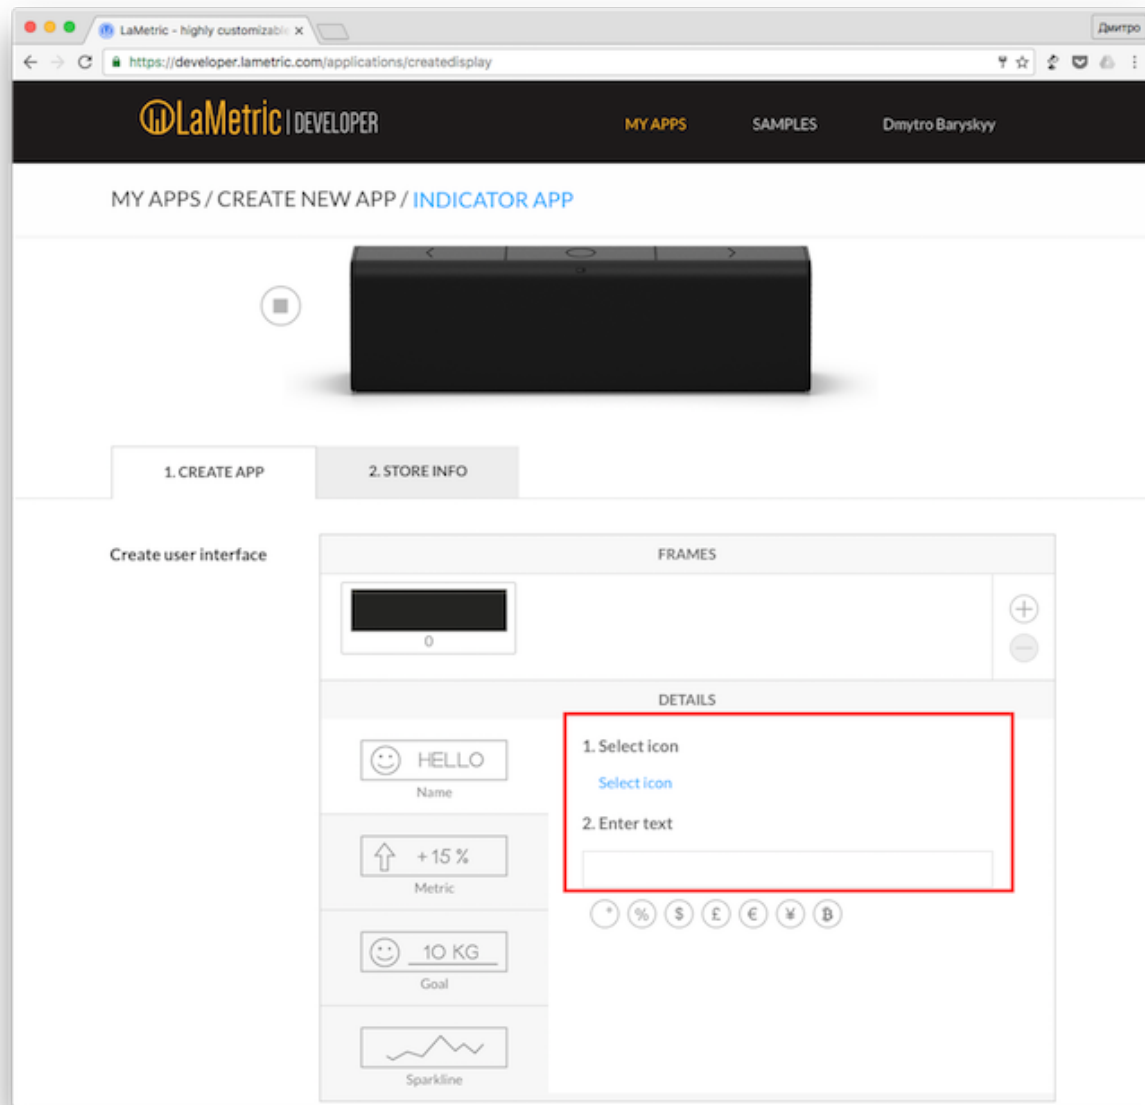 LaMetric - highly customizable
Дмитро
https://developer.lametric.com/applications/createdisplay
LaMetric | DEVELOPER
MY APPS
SAMPLES
Dmytro Baryskyy
MY APPS / CREATE NEW APP / INDICATOR APP
1. CREATE APP
2. STORE INFO
Create user interface
FRAMES
0
DETAILS
HELLO
Name
+15 %
Metric
10 KG
Goal
Sparkline
1. Select icon
Select icon
2. Enter text
° % $ £ € ¥ ₿